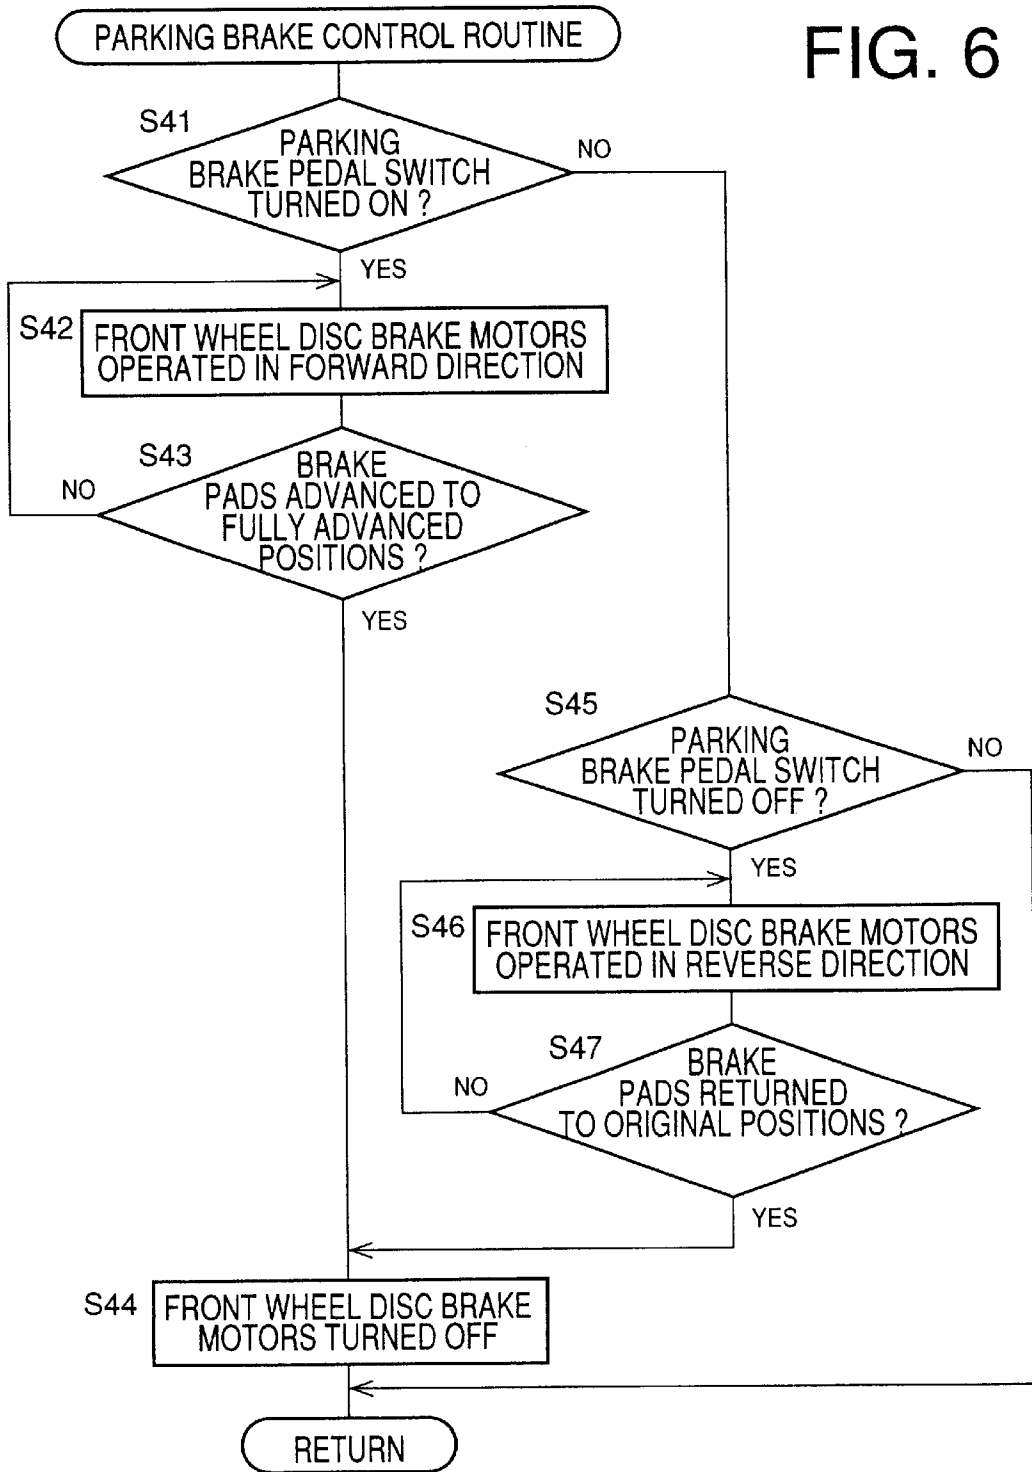 PARKING BRAKE CONTROL ROUTINE
FIG. 6
S41
PARKING
BRAKE PEDAL SWITCH
TURNED ON ?
NO
YES
S42
FRONT WHEEL DISC BRAKE MOTORS
OPERATED IN FORWARD DIRECTION
S43
BRAKE
PADS ADVANCED TO
FULLY ADVANCED
POSITIONS ?
NO
YES
S45
PARKING
BRAKE PEDAL SWITCH
TURNED OFF ?
NO
YES
S46
FRONT WHEEL DISC BRAKE MOTORS
OPERATED IN REVERSE DIRECTION
S47
BRAKE
PADS RETURNED
TO ORIGINAL POSITIONS ?
NO
YES
S44
FRONT WHEEL DISC BRAKE
MOTORS TURNED OFF
RETURN